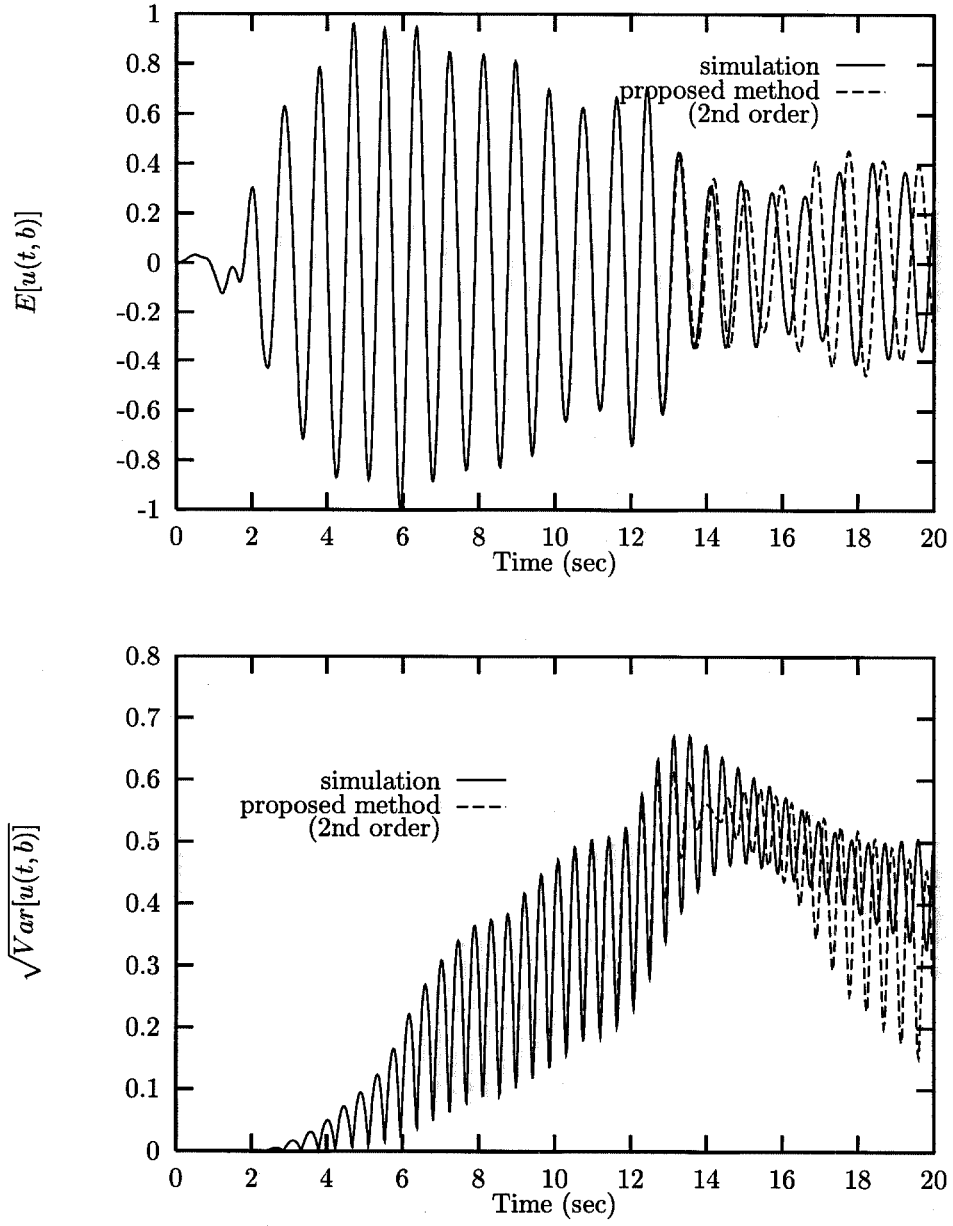 1
0.8
0.6
0.4
0.2
0
-0.2
-0.4
-0.6
-0.8
-1
E[u(t, b)]
simulation
proposed method
(2nd order)
0 2 4 6 8 10 12 14 16 18 20
Time (sec)
0.8
0.7
0.6
0.5
0.4
0.3
0.2
0.1
0
√Var[u(t, b)]
simulation
proposed method
(2nd order)
0 2 4 6 8 10 12 14 16 18 20
Time (sec)